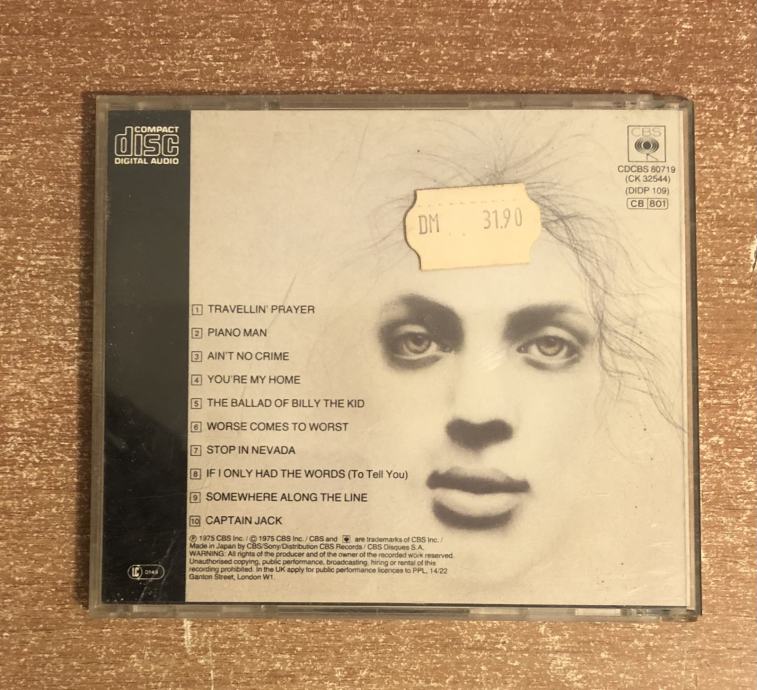 COMPACT
disc
DIGITAL AUDIO
CBS
CDCBS 80719
(CK 32544)
(DIDP 109)
CB 801
DM 31.90
1 TRAVELLIN' PRAYER
2 PIANO MAN
3 AIN'T NO CRIME
4 YOU'RE MY HOME
5 THE BALLAD OF BILLY THE KID
6 WORSE COMES TO WORST
7 STOP IN NEVADA
8 IF I ONLY HAD THE WORDS (To Tell You)
9 SOMEWHERE ALONG THE LINE
10 CAPTAIN JACK
℗ 1975 CBS Inc. / © 1975 CBS Inc. / CBS and are trademarks of CBS Inc. /
Made in Japan by CBS/Sony/Distribution CBS Records / CBS Disques S.A.
WARNING: All rights of the producer and of the owner of the recorded work reserved.
Unauthorised copying, public performance, broadcasting, hiring or rental of this
recording prohibited. In the UK apply for public performance licences to PPL, 14/22
Ganton Street, London W1.